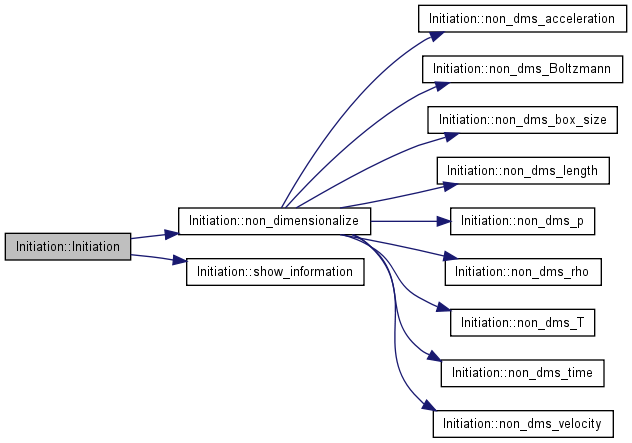 Initiation::non_dms_acceleration
Initiation::non_dms_Boltzmann
Initiation::non_dms_box_size
Initiation::non_dms_length
Initiation::non_dimensionalize
Initiation::non_dms_p
Initiation::Initiation
Initiation::show_information
Initiation::non_dms_rho
Initiation::non_dms_T
Initiation::non_dms_time
Initiation::non_dms_velocity